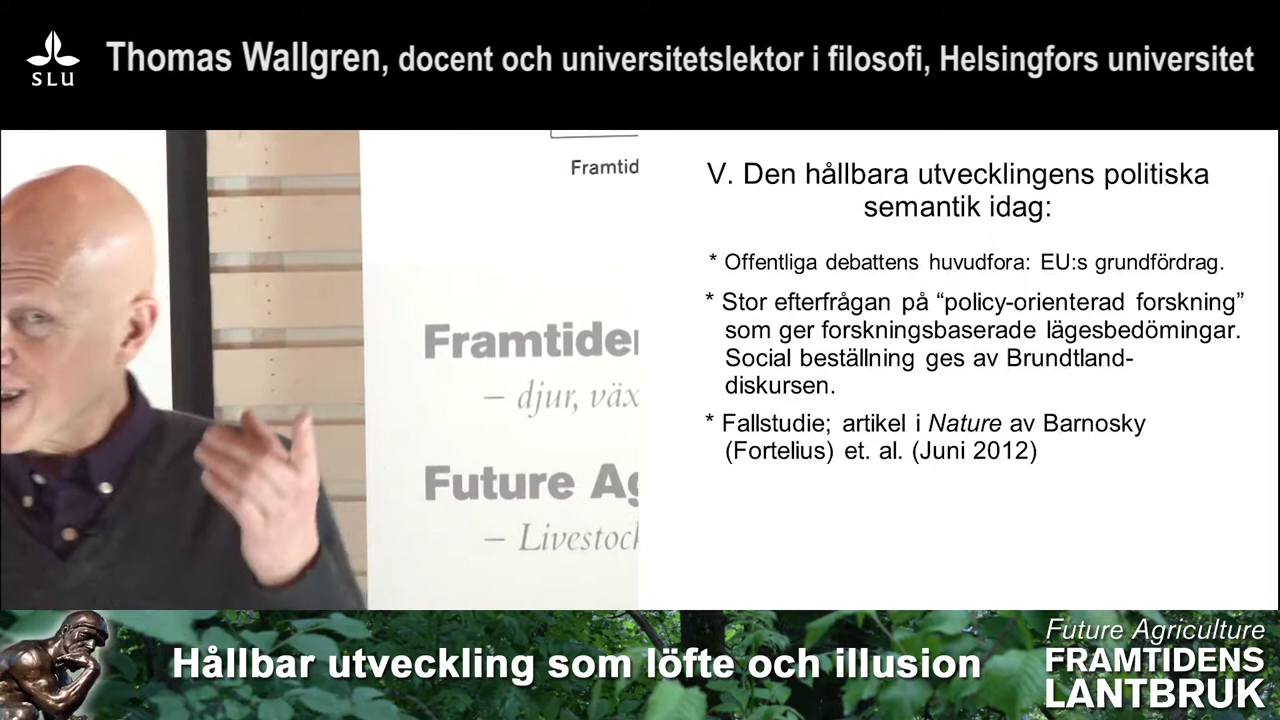 SLU
Thomas Wallgren, docent och universitetslektor i filosofi, Helsingfors universitet
Framtid
Framtide
– djur, väx
Future Ag
– Livestock
V. Den hållbara utvecklingens politiska
semantik idag:
* Offentliga debattens huvudfora: EU:s grundfördrag.
* Stor efterfrågan på “policy-orienterad forskning”
som ger forskningsbaserade lägesbedömingar.
Social beställning ges av Brundtland-
diskursen.
* Fallstudie; artikel i Nature av Barnosky
(Fortelius) et. al. (Juni 2012)
Hållbar utveckling som löfte och illusion
Future Agriculture
FRAMTIDENS
LANTBRUK